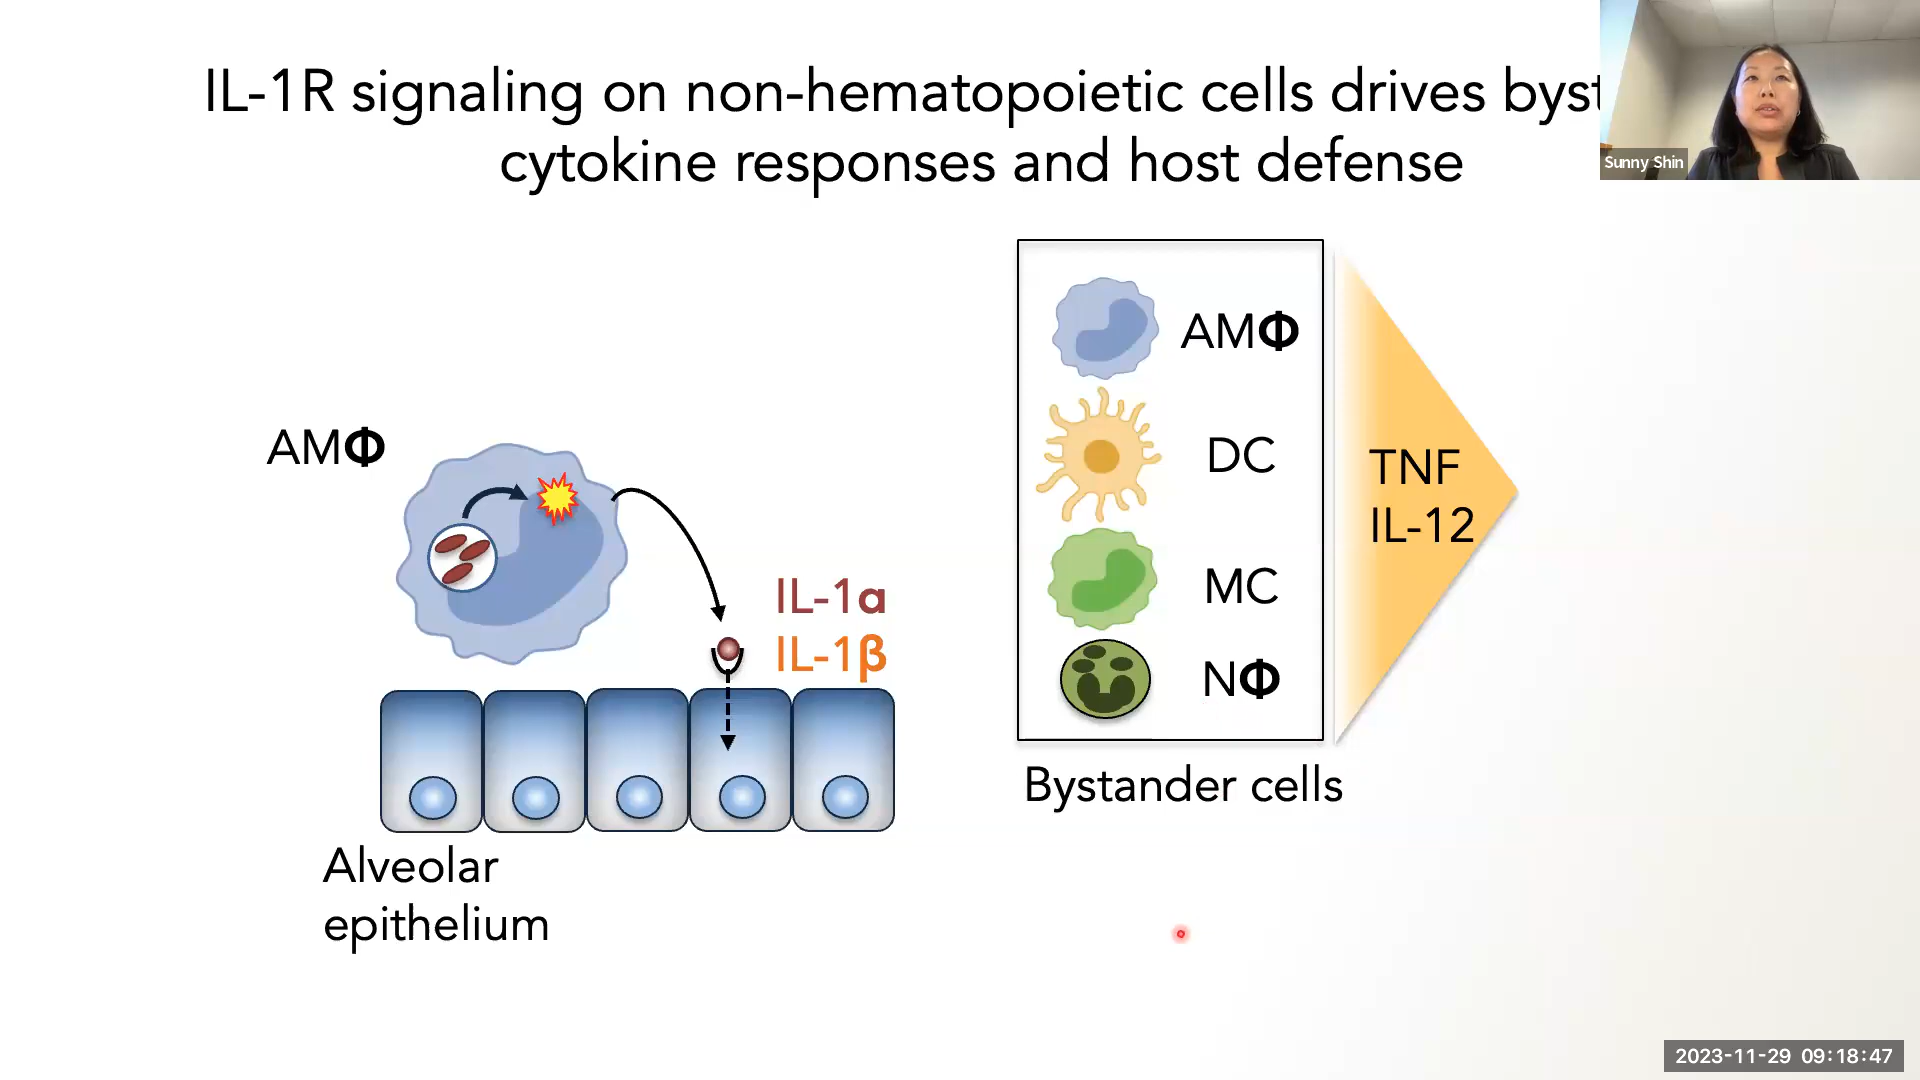 IL-1R signaling on non-hematopoietic cells drives
cytokine responses and host defense
Sunny Shin
AMΦ
IL-1α
IL-1β
Alveolar
epithelium
AMΦ
DC
MC
NΦ
Bystander cells
TNF
IL-12
2023-11-29 09:18:47